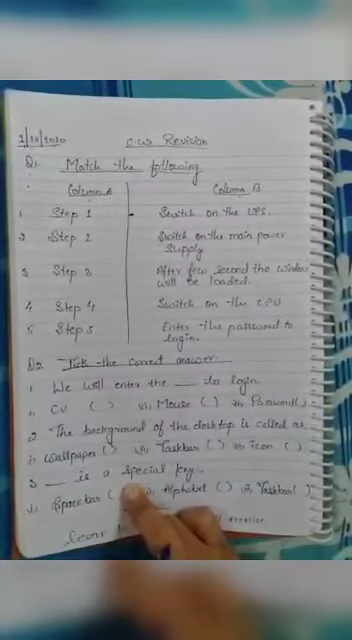 1/10/2020 C.W Revision
Q1. Match the following
Column A Column B
1 Step 1 - Switch on the UPS.
2 Step 2 Switch on the main power
supply
3 Step 3 After few second the window
will be loaded.
4 Step 4 Switch on the CPU
5 Step 5 Enter the password to
login.
Q2. Tick the correct answer
1. We will enter the ___ to login.
i, CU ( ) ii, Mouse ( ) iii, Password( )
2 The background of the desktop is called as
i, Wallpaper ( ) ii, Taskbar ( ) iii, icon ( )
3 ___ is a special key.
i, Spacebar ( ii, Alphabet ( ) iii, Taskbar( )
learn exercise